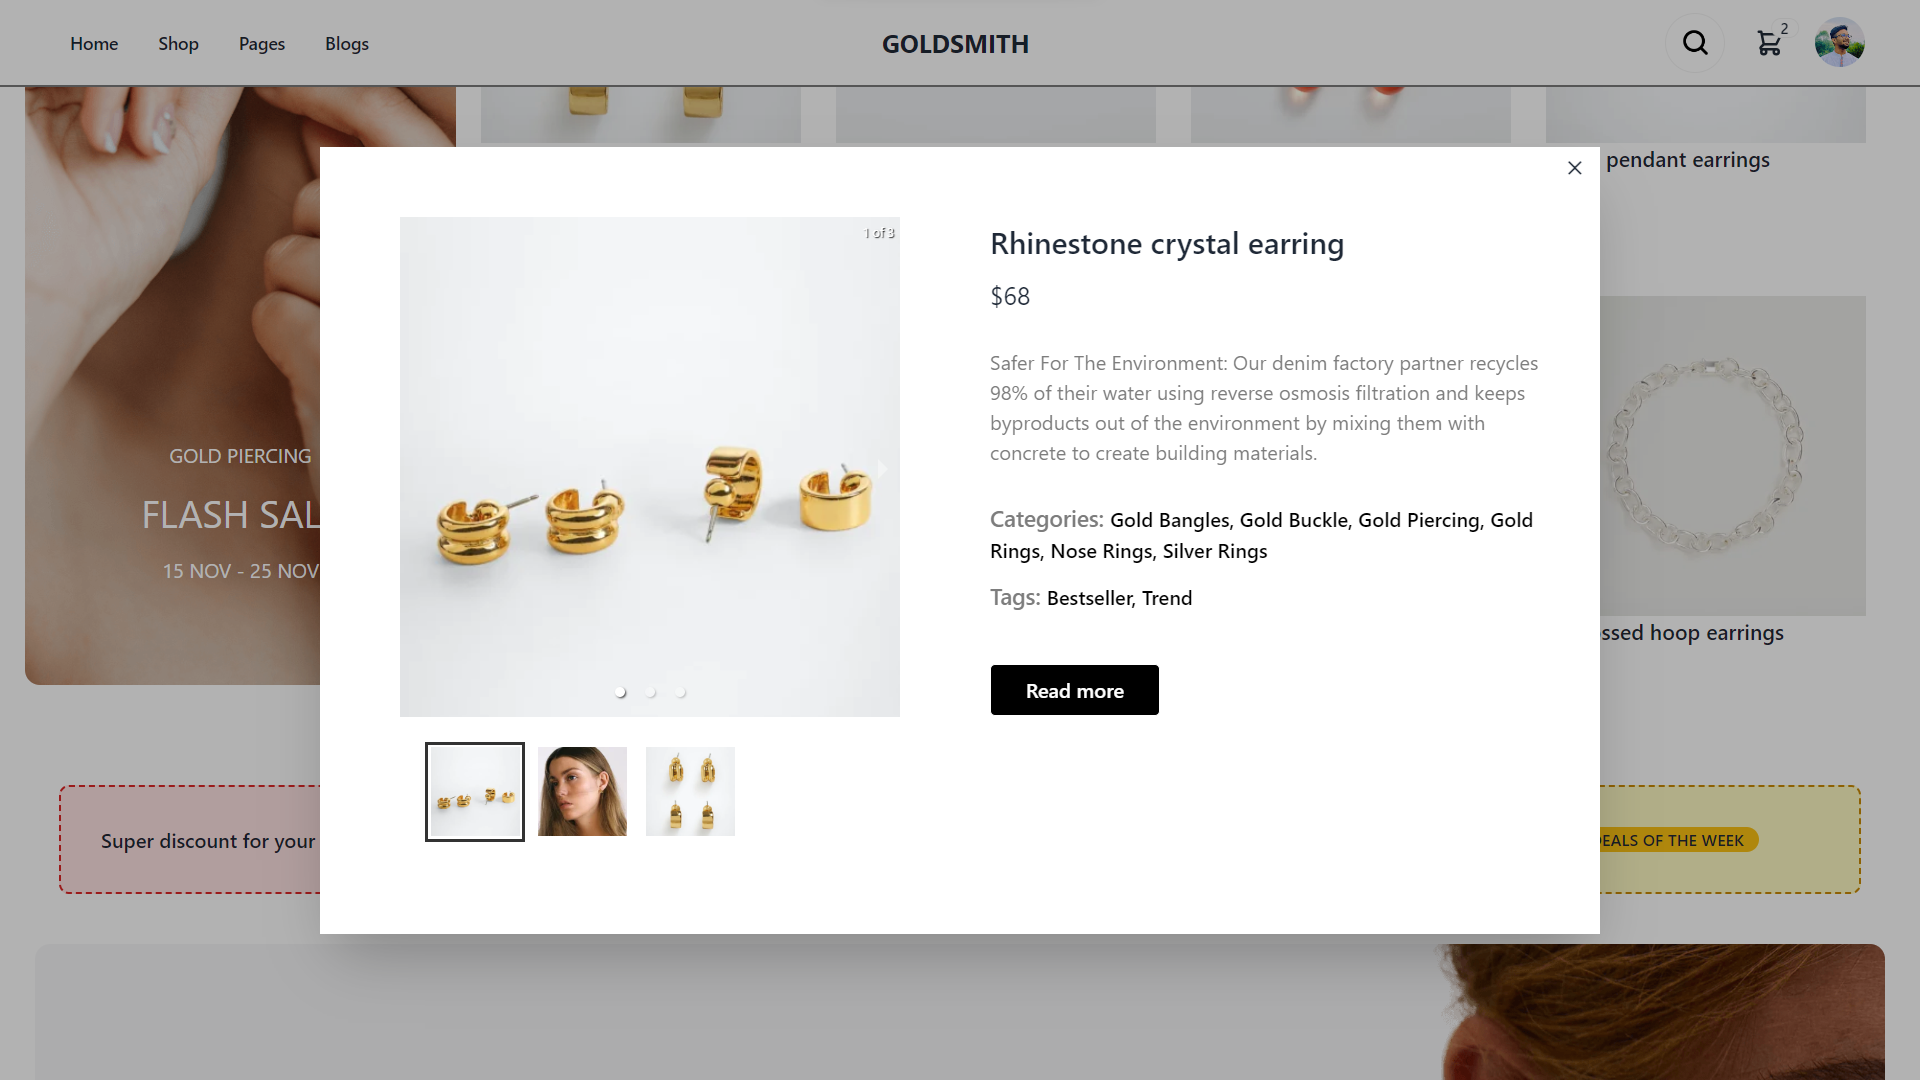 Home Shop Pages Blogs
GOLDSMITH
2
pendant earrings
1 of 3
Rhinestone crystal earring
$68
Safer For The Environment: Our denim factory partner recycles
98% of their water using reverse osmosis filtration and keeps
byproducts out of the environment by mixing them with
concrete to create building materials.
Categories: Gold Bangles, Gold Buckle, Gold Piercing, Gold
Rings, Nose Rings, Silver Rings
Tags: Bestseller, Trend
Read more
GOLD PIERCING
FLASH SAL
15 NOV - 25 NOV
ssed hoop earrings
Super discount for your
DEALS OF THE WEEK